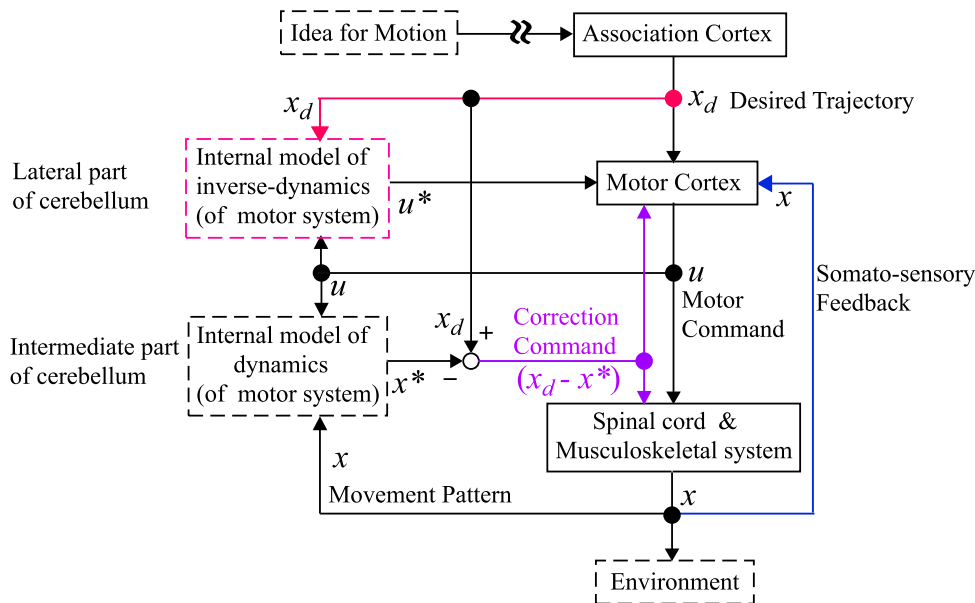 Idea for Motion
Association Cortex
x_d
x_d Desired Trajectory
Lateral part
of cerebellum
Internal model of
inverse-dynamics
(of motor system)
u*
Motor Cortex
x
u
u
Motor
Command
Somato-sensory
Feedback
Intermediate part
of cerebellum
Internal model of
dynamics
(of motor system)
x_d
+
x*
−
Correction
Command
(x_d - x*)
Spinal cord &
Musculoskeletal system
x
Movement Pattern
x
Environment